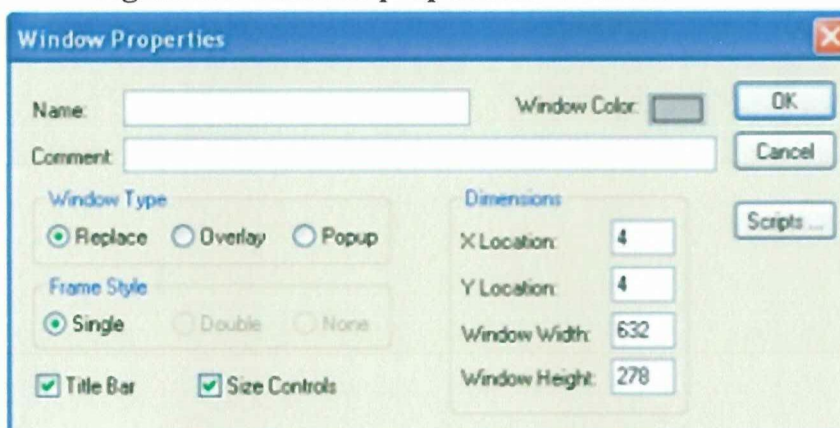 Window Properties
Name:
Window Color:
OK
Comment:
Cancel
Window Type
Replace
Overlay
Popup
Dimensions
X Location:
4
Scripts ...
Y Location:
4
Frame Style
Single
Double
None
Window Width:
632
Title Bar
Size Controls
Window Height:
278